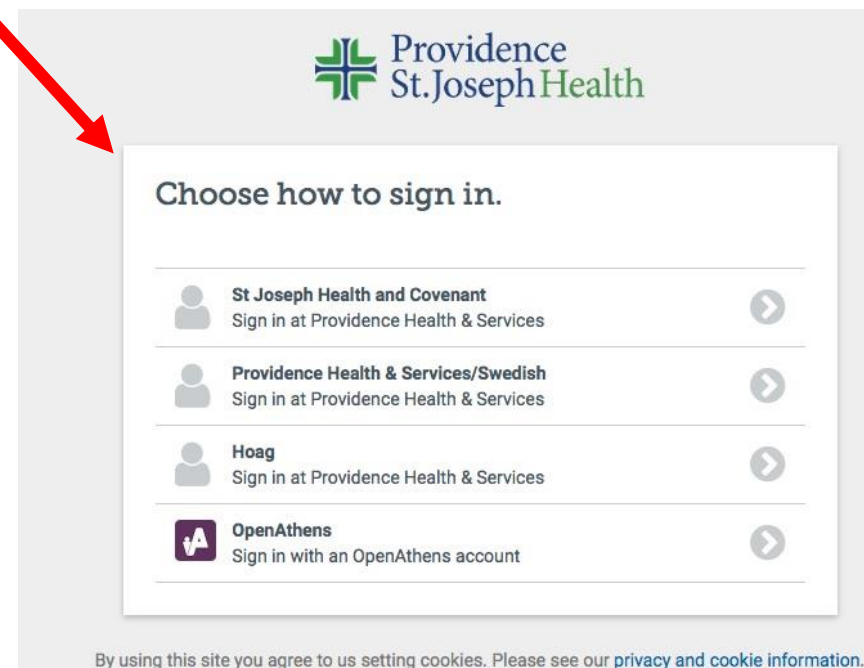 Providence
St.Joseph Health
Choose how to sign in.
St Joseph Health and Covenant
Sign in at Providence Health & Services
Providence Health & Services/Swedish
Sign in at Providence Health & Services
Hoag
Sign in at Providence Health & Services
OpenAthens
Sign in with an OpenAthens account
By using this site you agree to us setting cookies. Please see our privacy and cookie information.